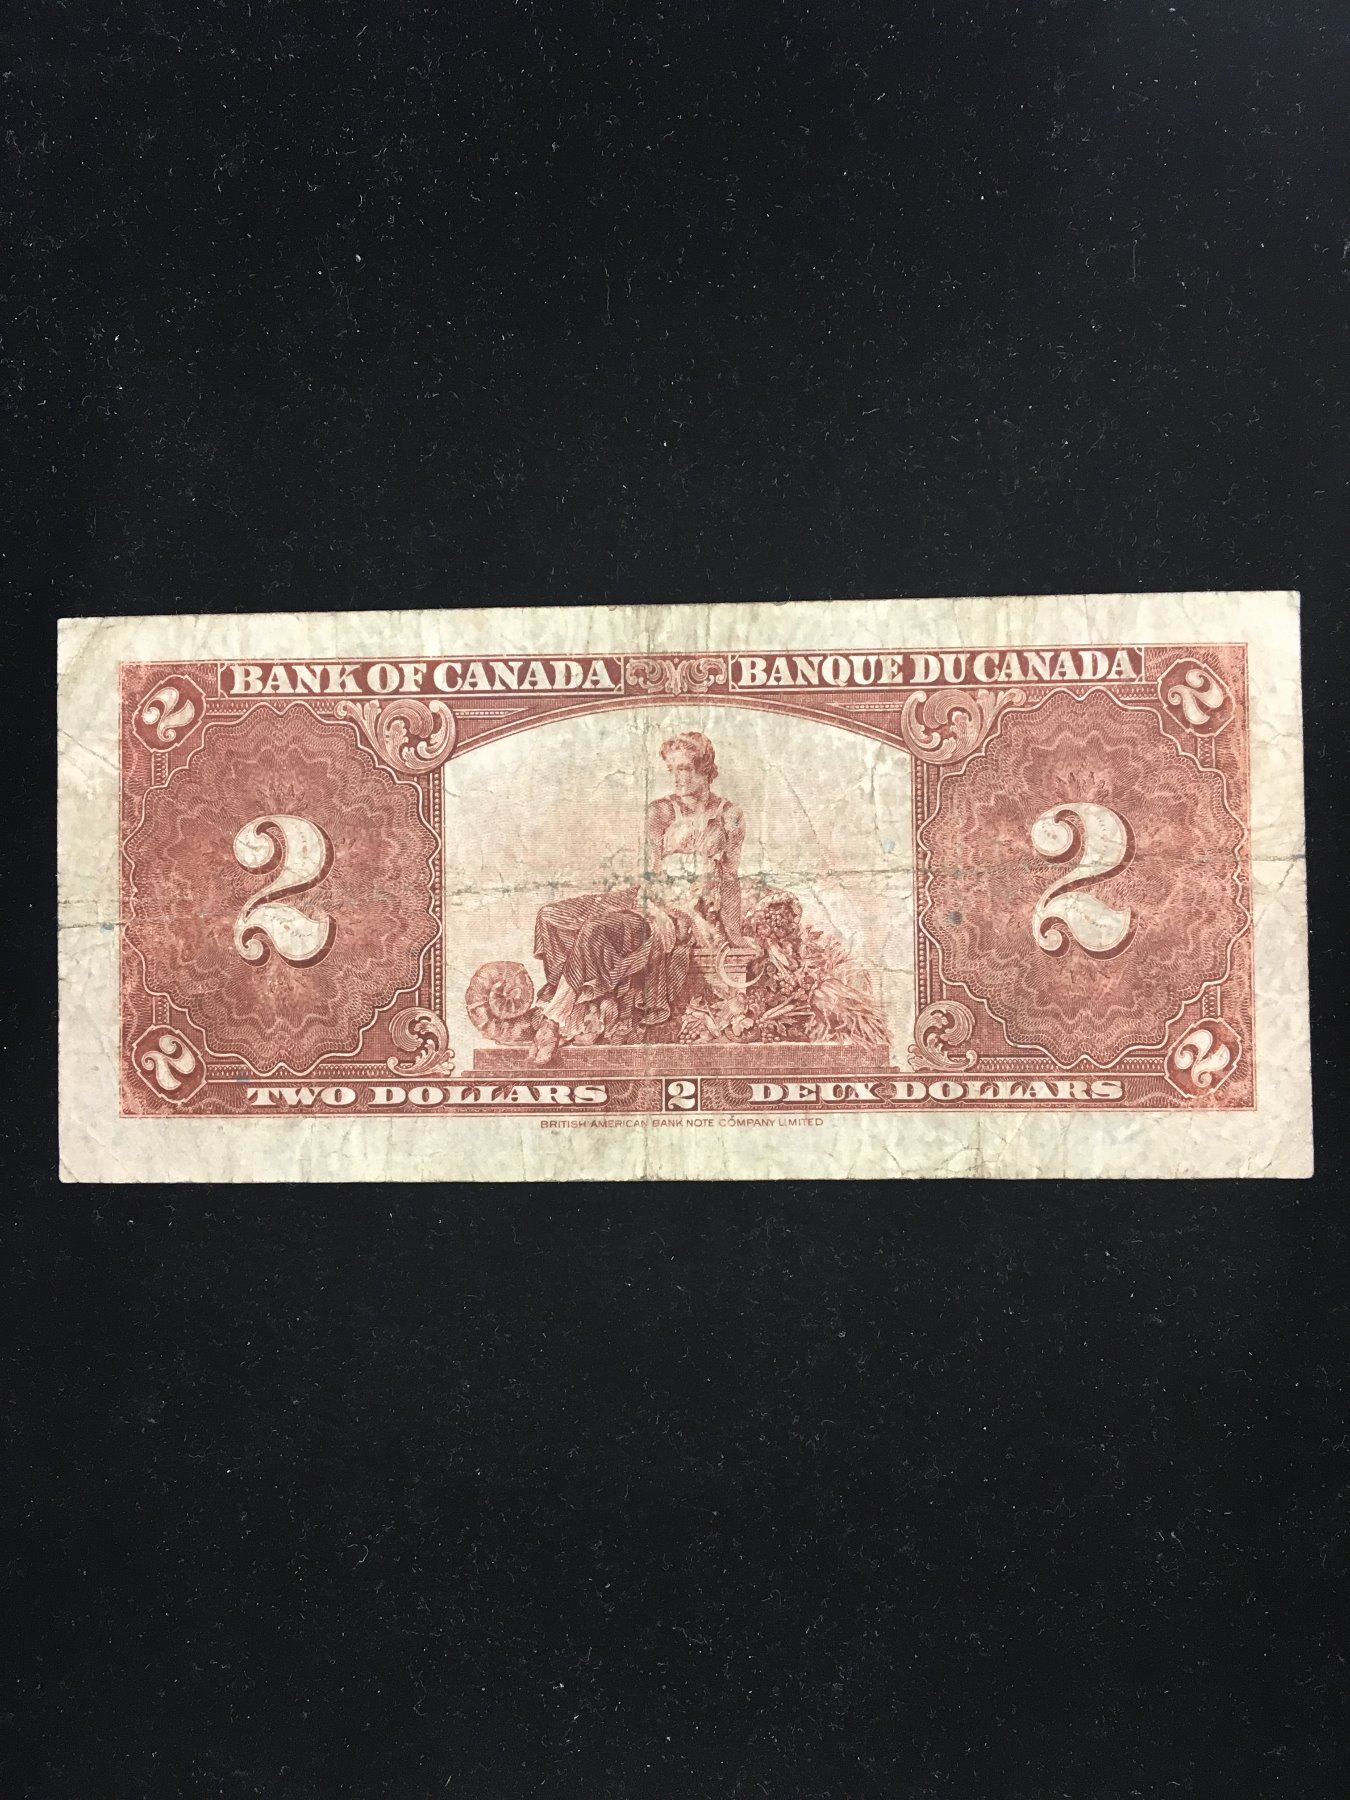 2 BANK OF CANADA BANQUE DU CANADA 2
2 2
2 TWO DOLLARS 2 DEUX DOLLARS 2
BRITISH AMERICAN BANK NOTE COMPANY LIMITED